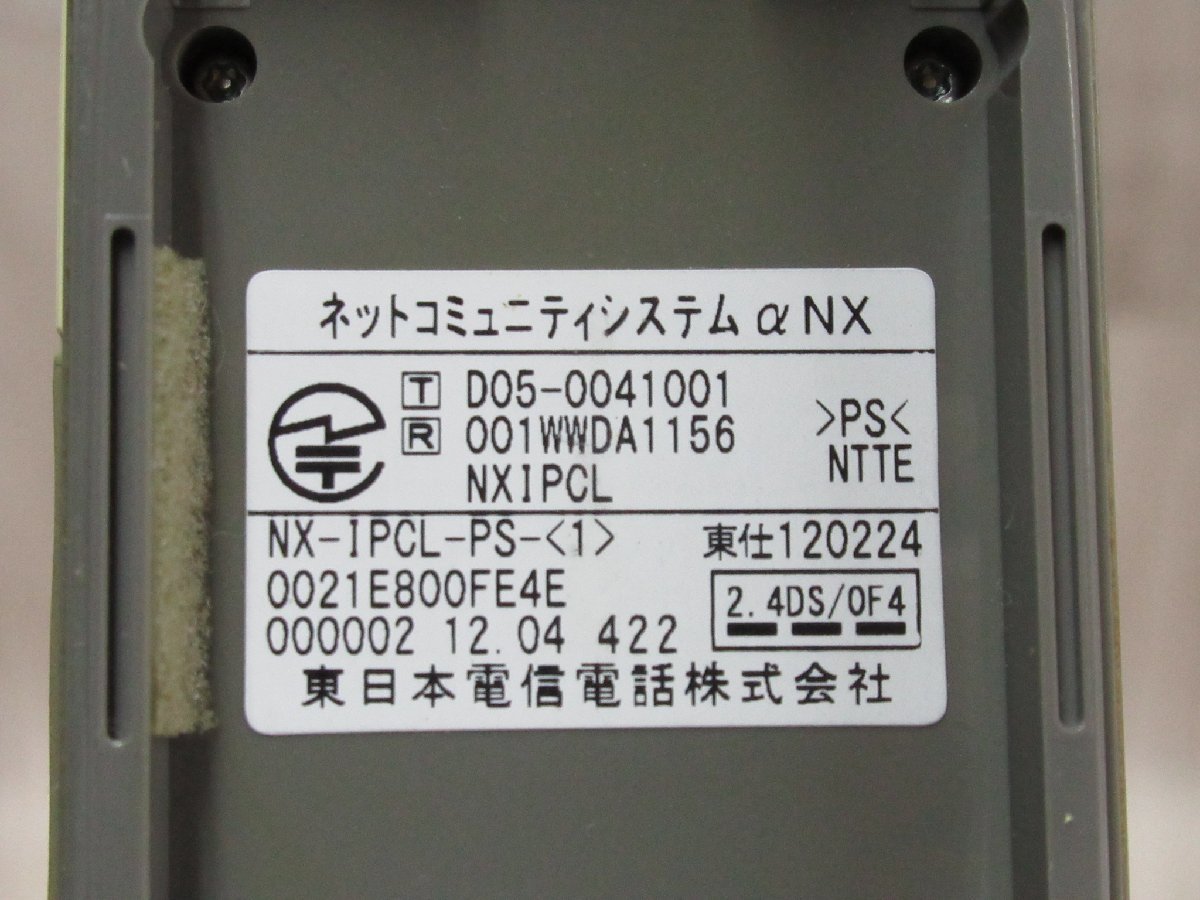 ネットコミュニティシステム αNX
T D05-0041001
R 001WWDA1156
NXIPCL
>PS<
NTTE
NX-IPCL-PS-<1> 東仕120224
0021E800FE4E
000002 12.04 422
2.4DS/OF4
東日本電信電話株式会社